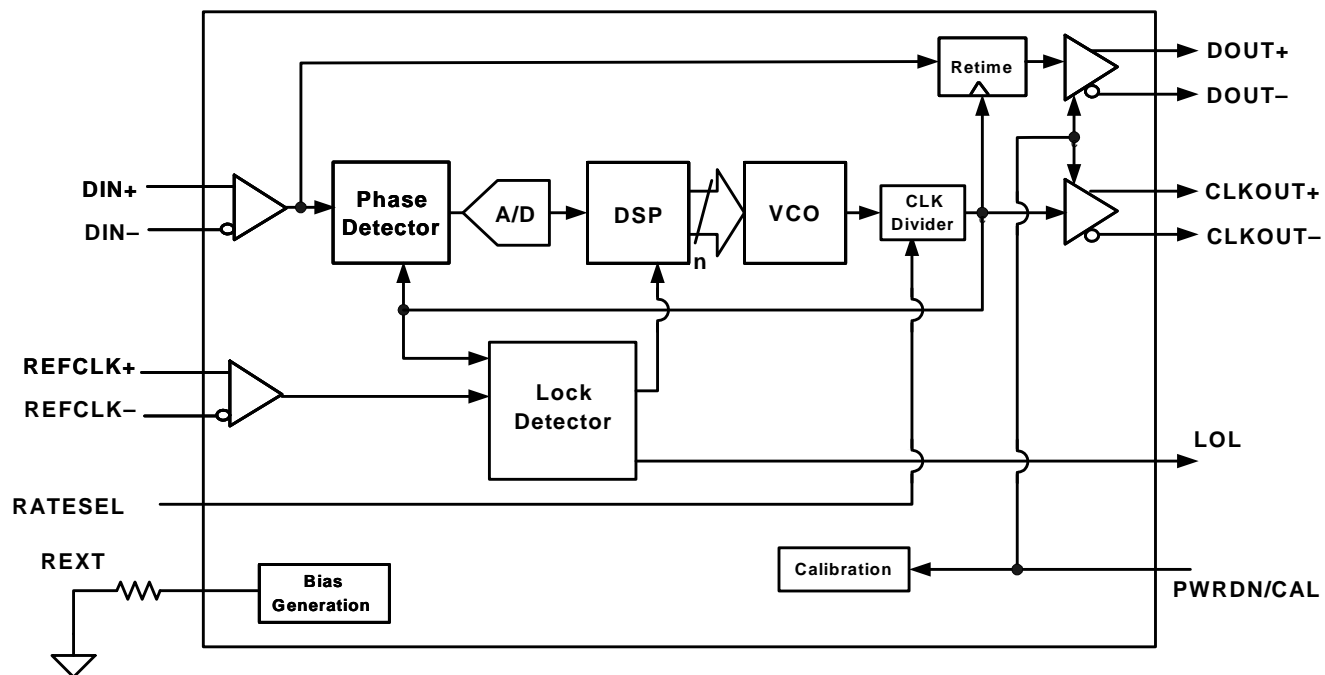 DOUT+
Retime
DOUT–
DIN+
DIN–
Phase
Detector
A/D
DSP
n
VCO
CLK
Divider
CLKOUT+
CLKOUT–
REFCLK+
REFCLK–
Lock
Detector
LOL
RATESEL
REXT
Bias
Generation
Calibration
PWRDN/CAL